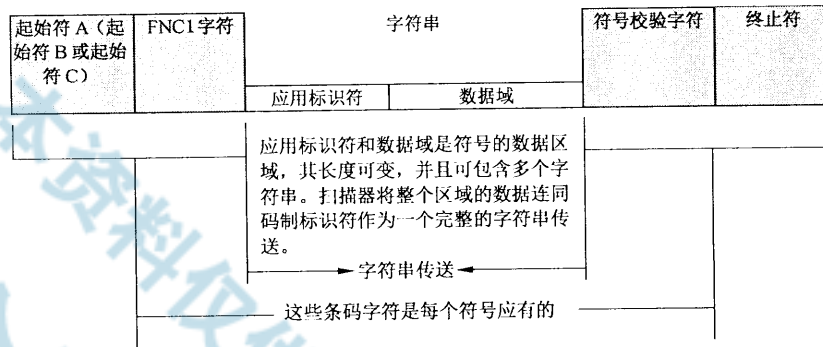 起始符 A（起
始符 B 或起始
符 C）
FNC1字符
字符串
符号校验字符
终止符
应用标识符
数据域
应用标识符和数据域是符号的数据区
域，其长度可变，并且可包含多个字
符串。扫描器将整个区域的数据连同
码制标识符作为一个完整的字符串传
送。
字符串传送
这些条码字符是每个符号应有的
本资料仅